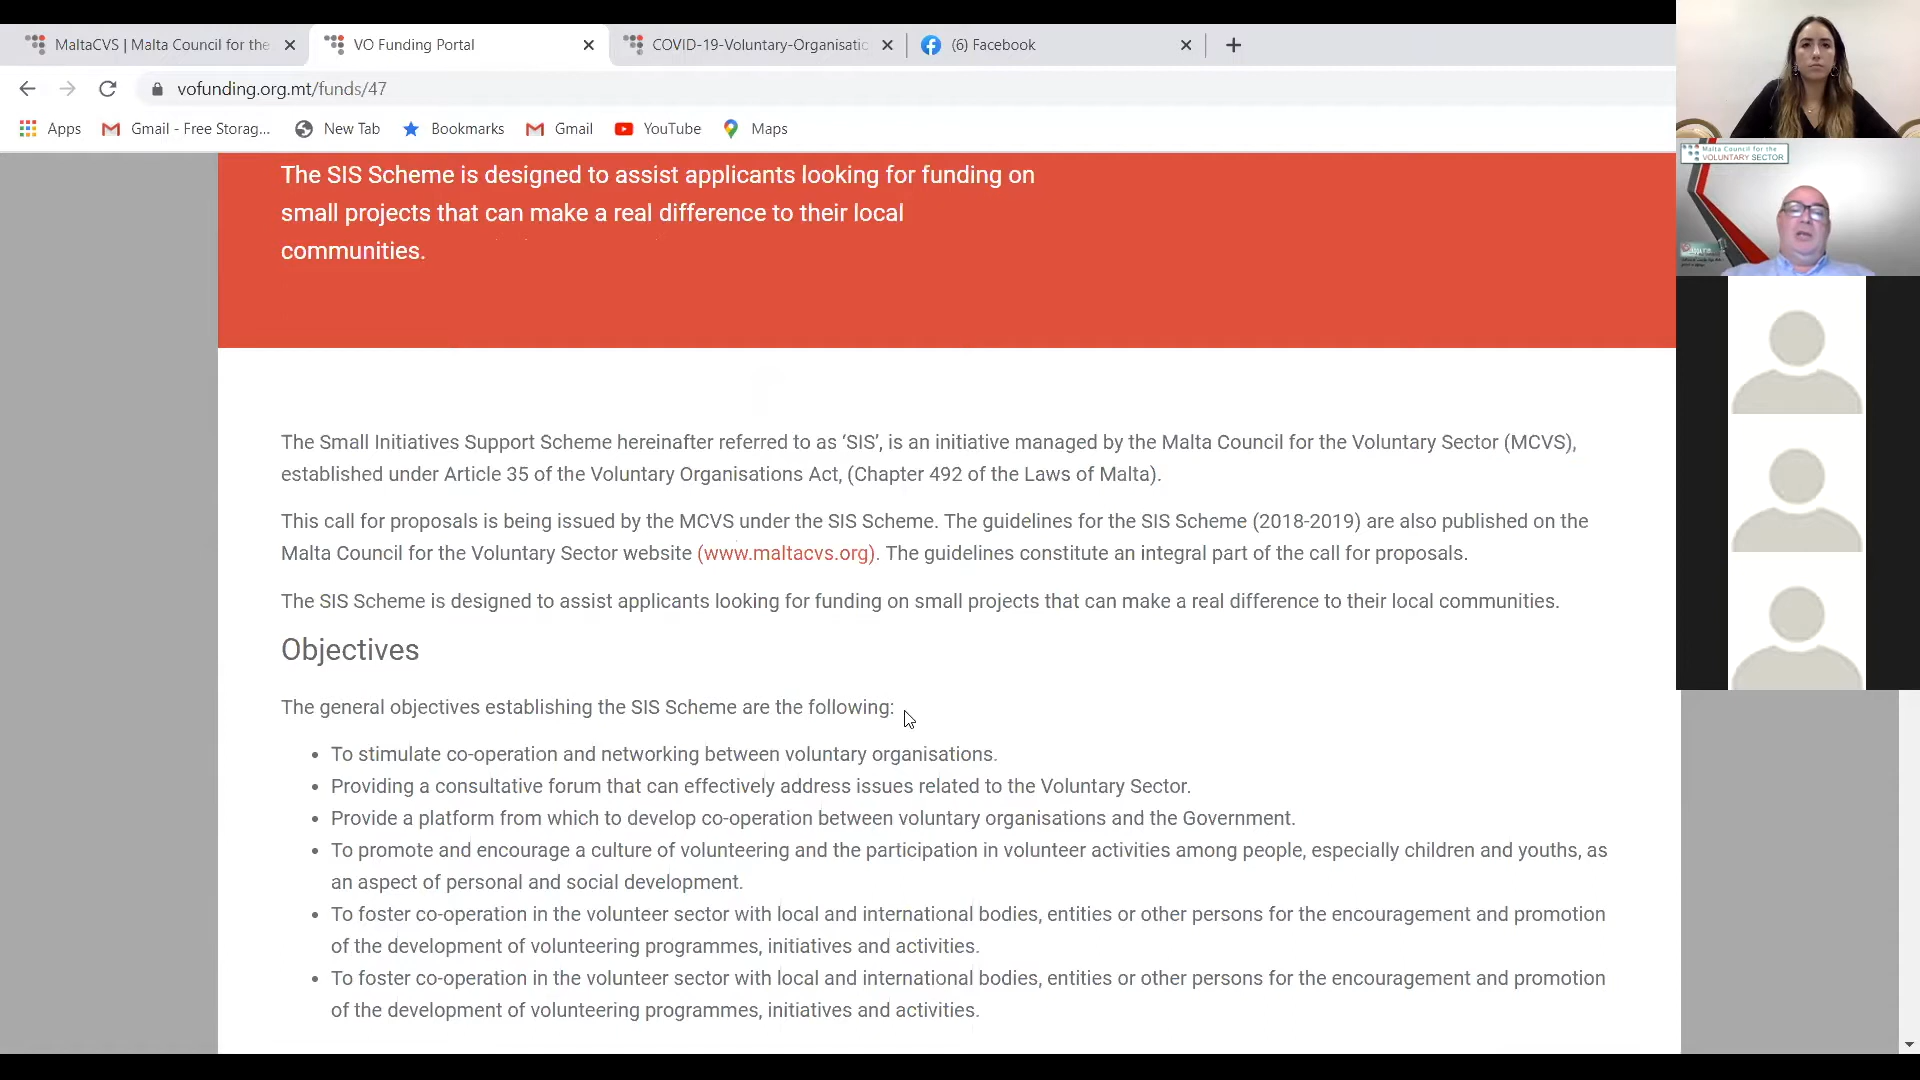 MaltaCVS | Malta Council for the
VO Funding Portal
COVID-19-Voluntary-Organisatic
(6) Facebook
vofunding.org.mt/funds/47
Apps
Gmail - Free Storag...
New Tab
Bookmarks
Gmail
YouTube
Maps
Malta Council for the
VOLUNTARY SECTOR
The SIS Scheme is designed to assist applicants looking for funding on
small projects that can make a real difference to their local
communities.
The Small Initiatives Support Scheme hereinafter referred to as ‘SIS’, is an initiative managed by the Malta Council for the Voluntary Sector (MCVS),
established under Article 35 of the Voluntary Organisations Act, (Chapter 492 of the Laws of Malta).
This call for proposals is being issued by the MCVS under the SIS Scheme. The guidelines for the SIS Scheme (2018-2019) are also published on the
Malta Council for the Voluntary Sector website (www.maltacvs.org). The guidelines constitute an integral part of the call for proposals.
The SIS Scheme is designed to assist applicants looking for funding on small projects that can make a real difference to their local communities.
Objectives
The general objectives establishing the SIS Scheme are the following:
• To stimulate co-operation and networking between voluntary organisations.
• Providing a consultative forum that can effectively address issues related to the Voluntary Sector.
• Provide a platform from which to develop co-operation between voluntary organisations and the Government.
• To promote and encourage a culture of volunteering and the participation in volunteer activities among people, especially children and youths, as
an aspect of personal and social development.
• To foster co-operation in the volunteer sector with local and international bodies, entities or other persons for the encouragement and promotion
of the development of volunteering programmes, initiatives and activities.
• To foster co-operation in the volunteer sector with local and international bodies, entities or other persons for the encouragement and promotion
of the development of volunteering programmes, initiatives and activities.